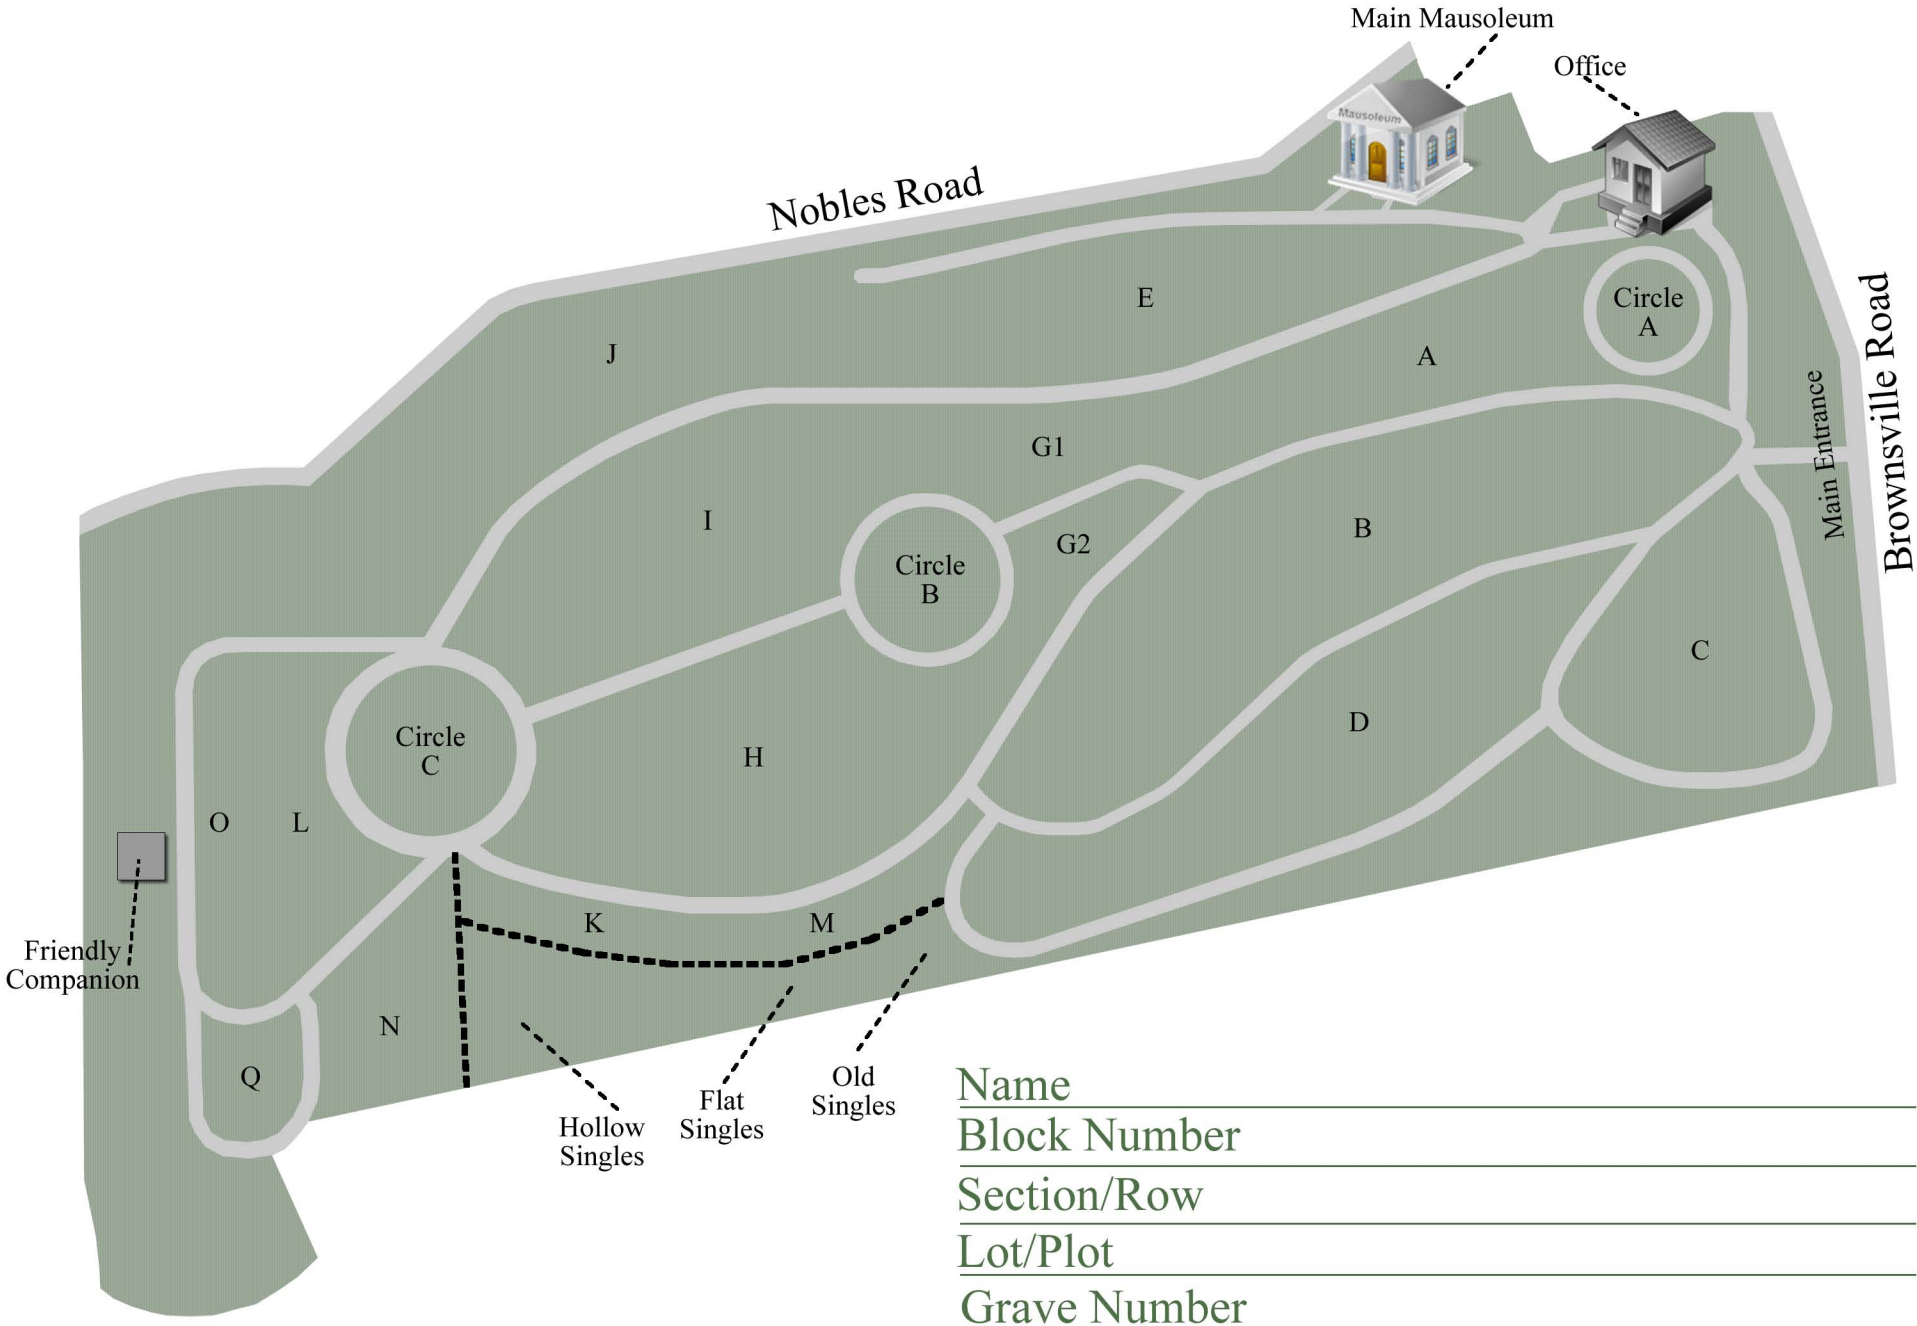 Main Mausoleum
Office
Mausoleum
Nobles Road
Brownsville Road
Main Entrance
Circle
A
E
J
A
G1
I
G2
B
Circle
B
C
D
Circle
C
H
O
L
K
M
Friendly
Companion
N
Q
Hollow
Singles
Flat
Singles
Old
Singles
Name
Block Number
Section/Row
Lot/Plot
Grave Number